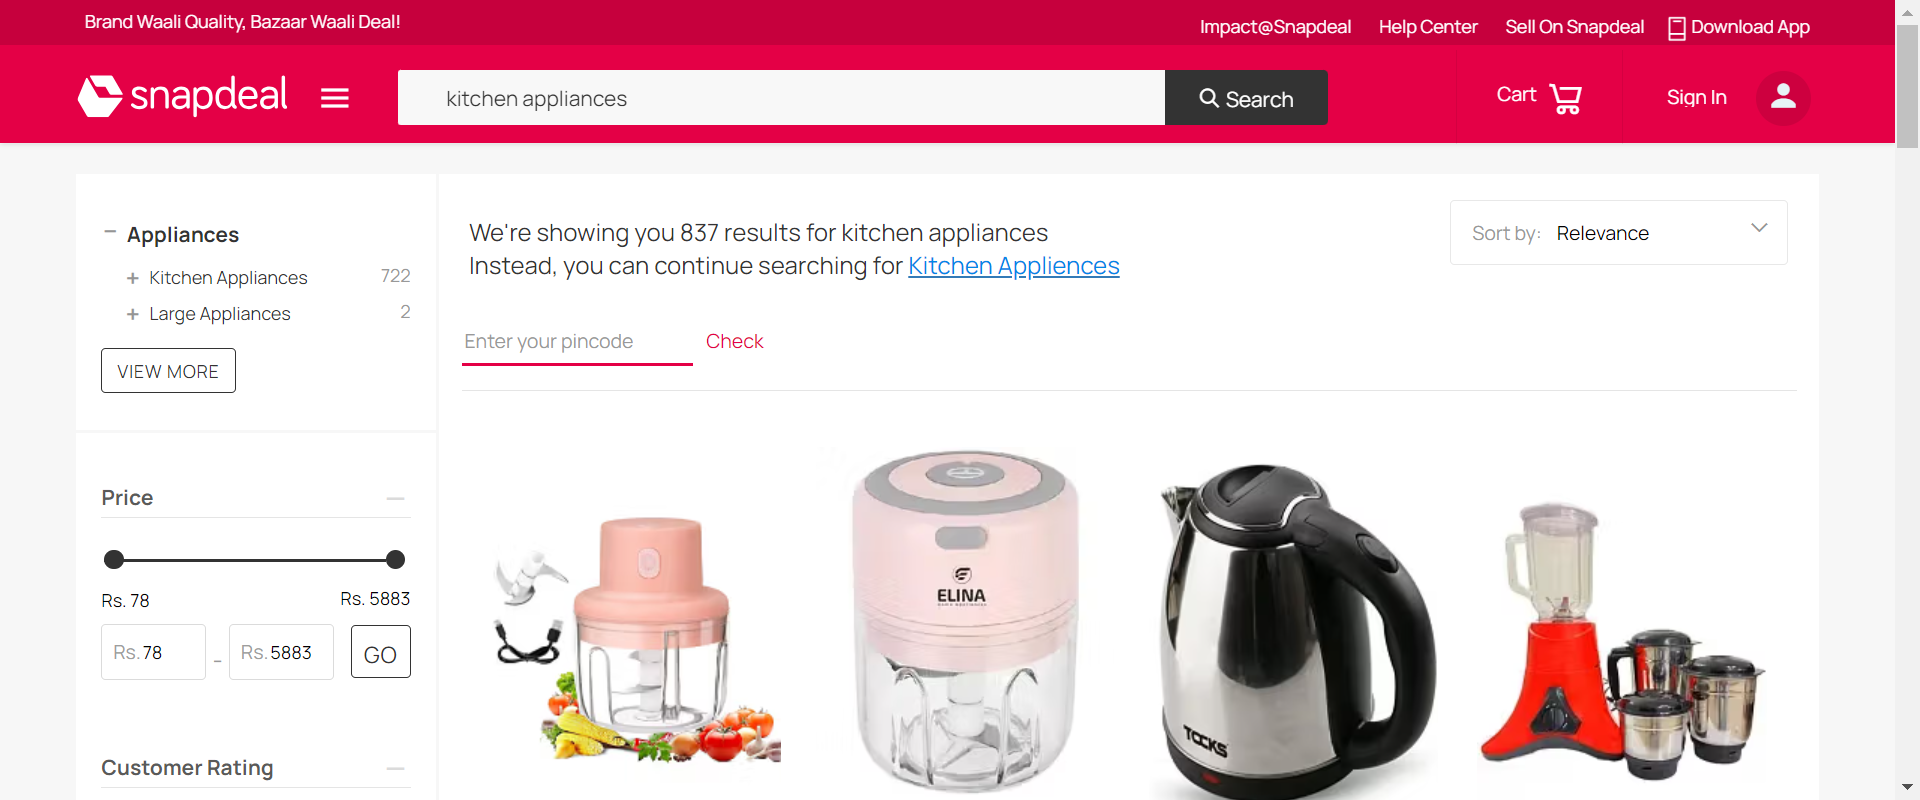 Brand Waali Quality, Bazaar Waali Deal!
Impact@Snapdeal Help Center Sell On Snapdeal Download App
snapdeal
kitchen appliances
Search
Cart
Sign In
Appliances
Kitchen Appliances 722
Large Appliances 2
VIEW MORE
We're showing you 837 results for kitchen appliances
Instead, you can continue searching for Kitchen Appliences
Sort by: Relevance
Enter your pincode Check
Price
Rs. 78 Rs. 5883
Rs. 78 - Rs. 5883 GO
Customer Rating
ELINA
TOCKS